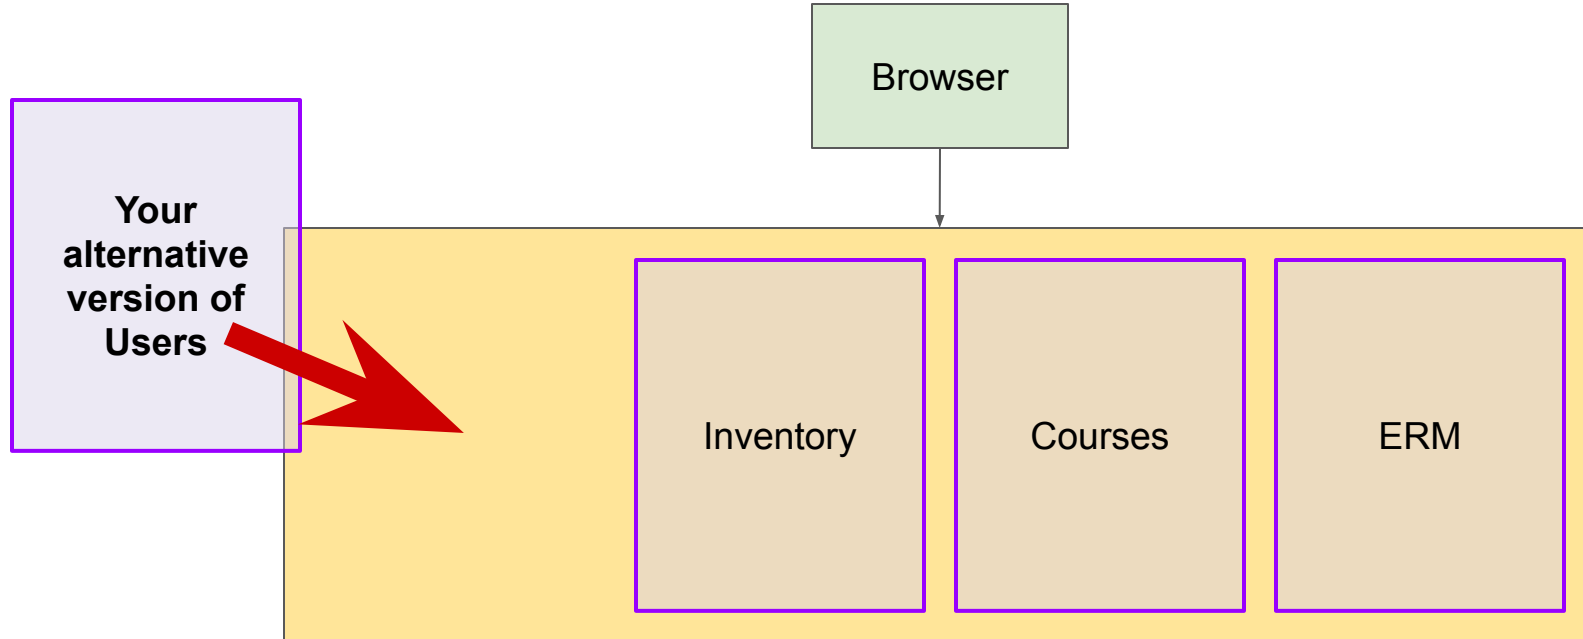 Browser
Your
alternative
version of
Users
Inventory
Courses
ERM